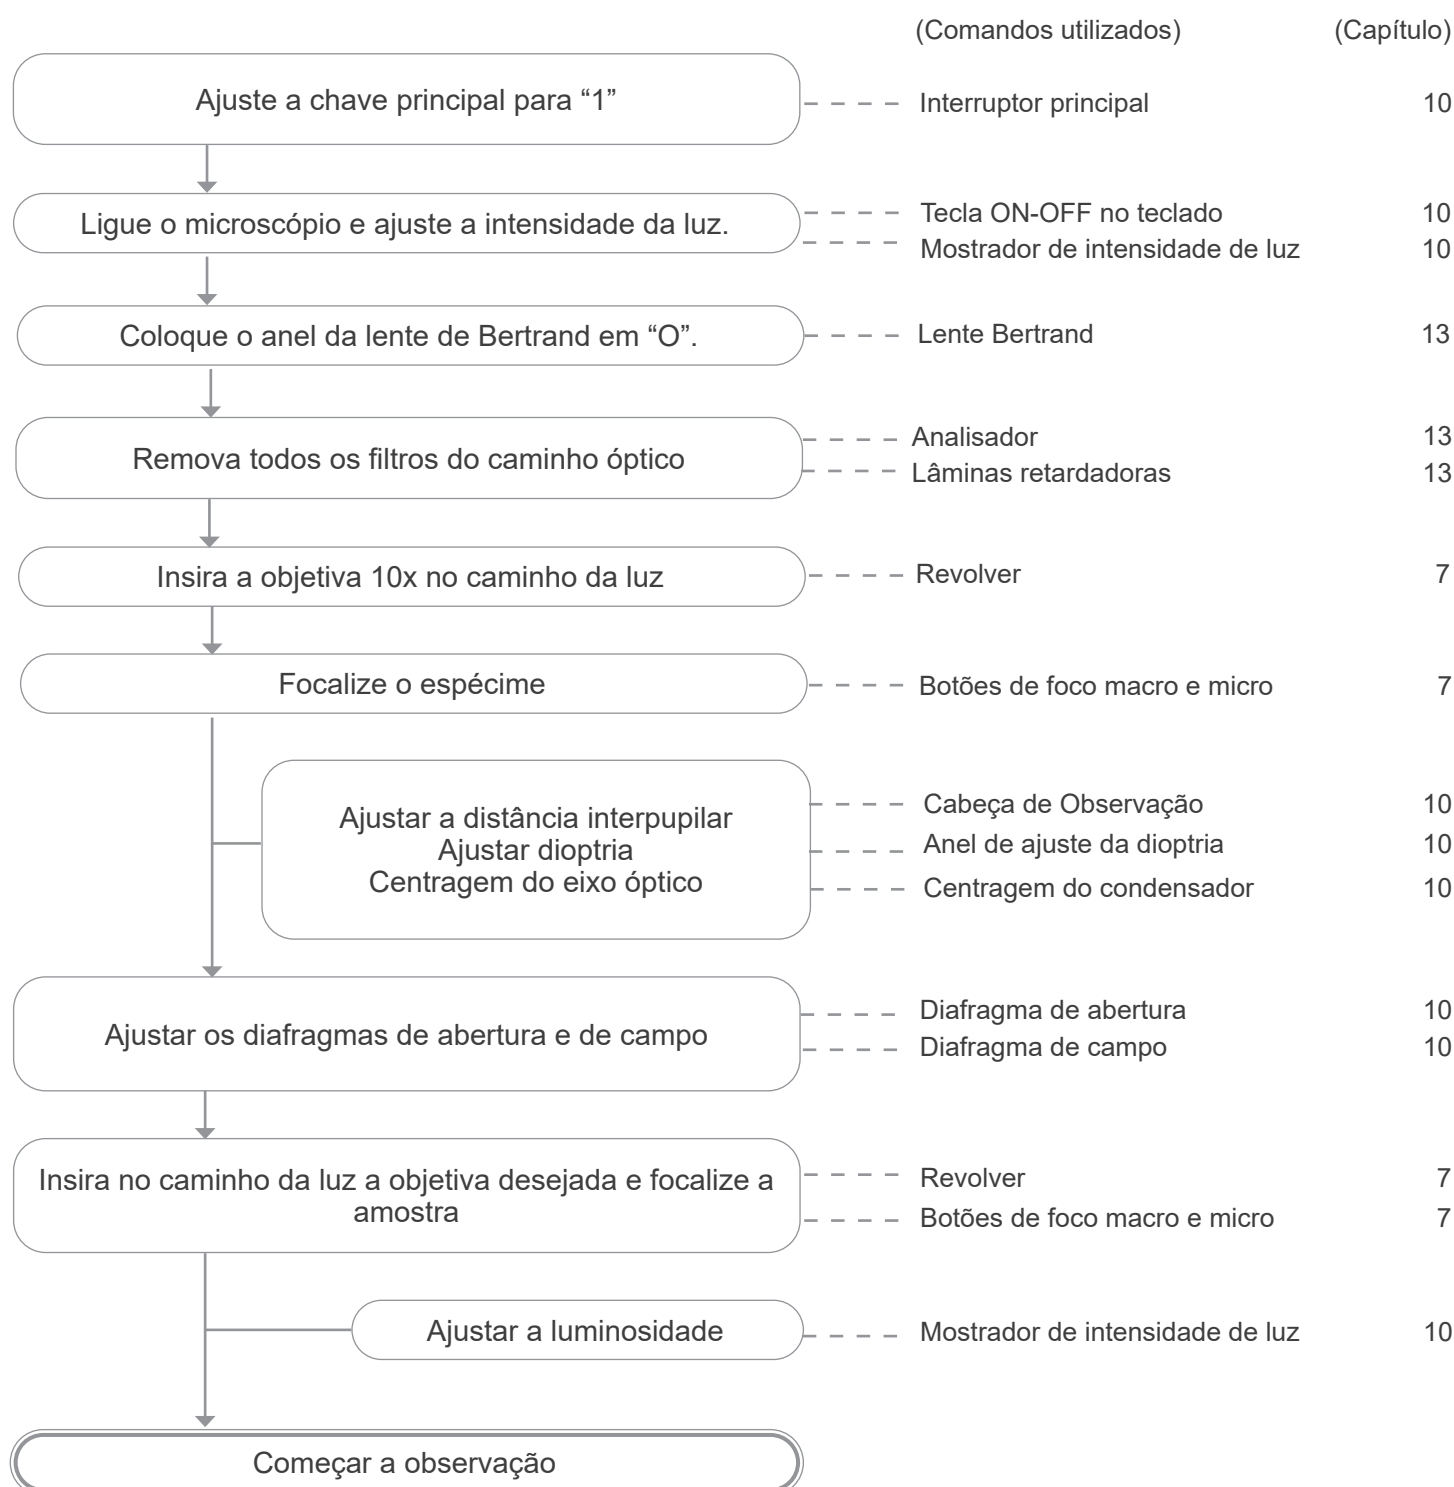 (Comandos utilizados) (Capítulo)
Ajuste a chave principal para “1” Interruptor principal 10
Ligue o microscópio e ajuste a intensidade da luz. Tecla ON-OFF no teclado 10
Mostrador de intensidade de luz 10
Coloque o anel da lente de Bertrand em “O”. Lente Bertrand 13
Remova todos os filtros do caminho óptico Analisador 13
Lâminas retardadoras 13
Insira a objetiva 10x no caminho da luz Revolver 7
Focalize o espécime Botões de foco macro e micro 7
Ajustar a distância interpupilar Cabeça de Observação 10
Ajustar dioptria Anel de ajuste da dioptria 10
Centragem do eixo óptico Centragem do condensador 10
Ajustar os diafragmas de abertura e de campo Diafragma de abertura 10
Diafragma de campo 10
Insira no caminho da luz a objetiva desejada e focalize a Revolver 7
amostra Botões de foco macro e micro 7
Ajustar a luminosidade Mostrador de intensidade de luz 10
Começar a observação